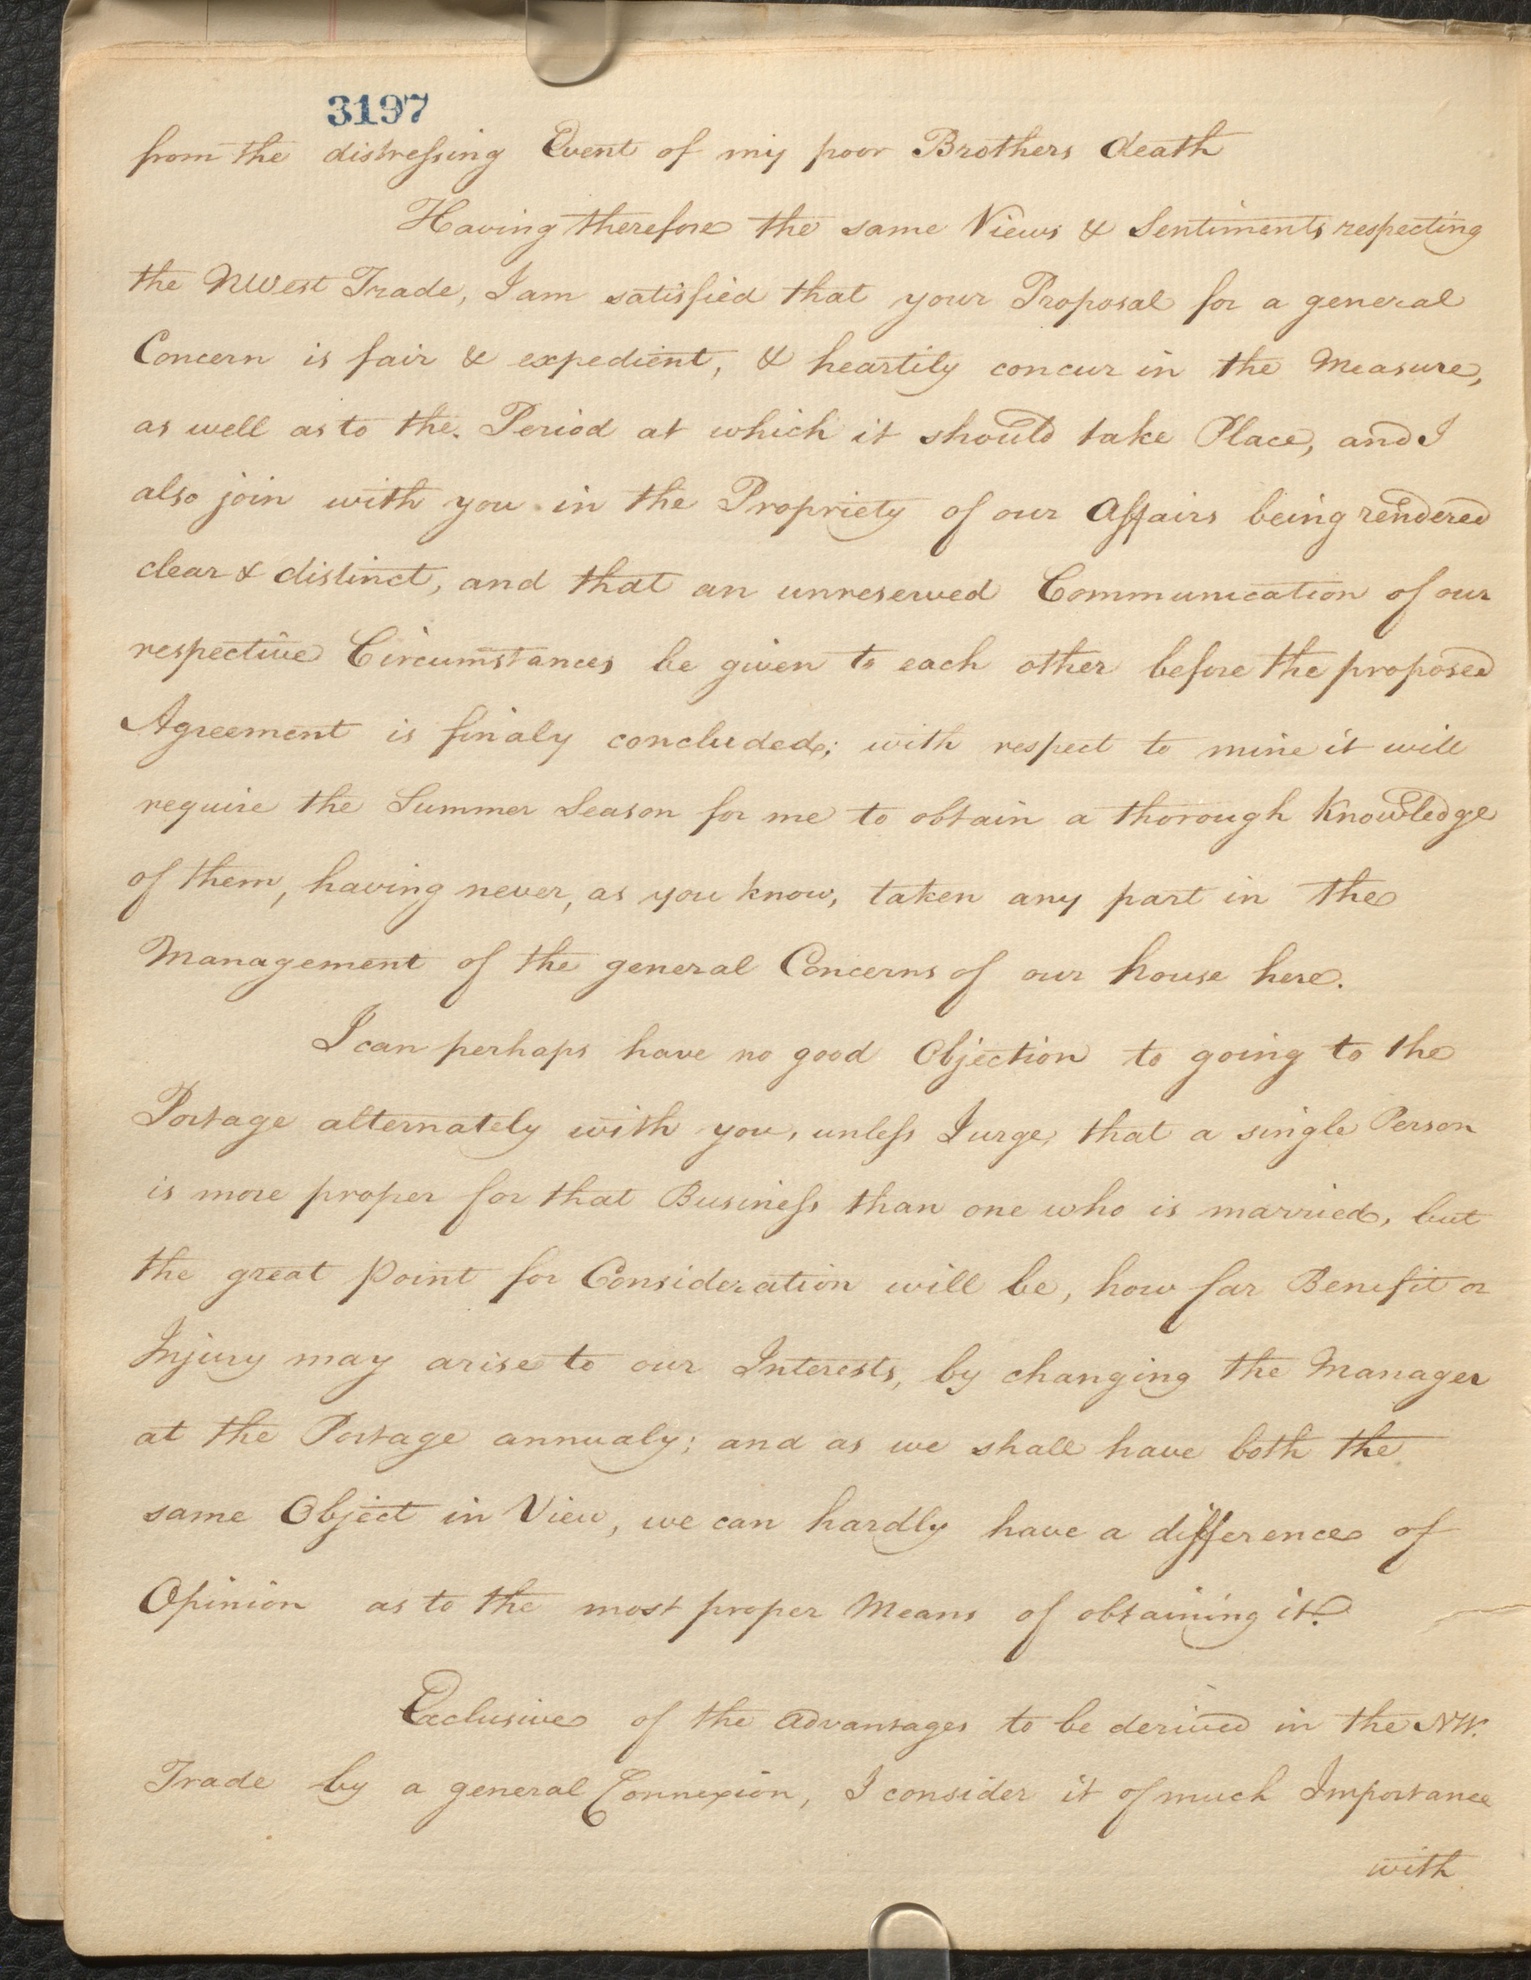 3197
from the distressing Event of my poor Brothers death
Having therefore the same Views & Sentiments respecting
the NWest Trade, I am satisfied that your Proposal for a general
Concern is fair & expedient, & heartily concur in the Measure,
as well as to the Period at which it should take Place, and I
also join with you in the Propriety of our Affairs being rendered
clear & distinct, and that an unreserved Communication of our
respective Circumstances be given to each other before the proposed
Agreement is finaly concluded; with respect to mine it will
require the Summer Season for me to obtain a thorough Knowledge
of them, having never, as you know, taken any part in the
Management of the general Concerns of our house here.
I can perhaps have no good Objection to going to the
Portage alternately with you, unless I urge, that a single Person
is more proper for that Business than one who is married, but
the great Point for Consideration will be, how far Benefit or
Injury may arise to our Interests, by changing the Manager
at the Portage annualy; and as we shall have both the
same Object in View, we can hardly have a difference of
Opinion as to the most proper Means of obtaining it.
Exclusive of the advantages to be derived in the NW.
Trade by a general Connexion, I consider it of much Importance
with